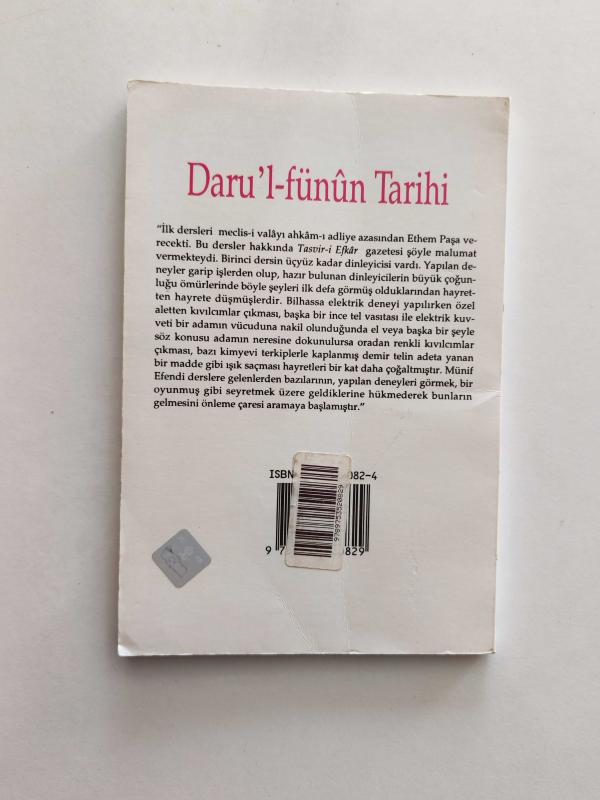 Daru'l-fünûn Tarihi
"İlk dersleri meclis-i valâyı ahkâm-ı adliye azasından Ethem Paşa ve-
recekti. Bu dersler hakkında Tasvir-i Efkâr gazetesi şöyle malumat
vermekteydi. Birinci dersin üçyüz kadar dinleyicisi vardı. Yapılan de-
neyler garip işlerden olup, hazır bulunan dinleyicilerin büyük çoğun-
luğu ömürlerinde böyle şeyleri ilk defa görmüş olduklarından hayret-
ten hayrete düşmüşlerdir. Bilhassa elektrik deneyi yapılırken özel
aletten kıvılcımlar çıkması, başka bir ince tel vasıtası ile elektrik kuv-
veti bir adamın vücuduna nakil olunduğunda el veya başka bir şeyle
söz konusu adamın neresine dokunulursa oradan renkli kıvılcımlar
çıkması, bazı kimyevi terkiplerle kaplanmış demir telin adeta yanan
bir madde gibi ışık saçması hayretleri bir kat daha çoğaltmıştır. Münif
Efendi derslere gelenlerden bazılarının, yapılan deneyleri görmek, bir
oyunmuş gibi seyretmek üzere geldiklerine hükmederek bunların
gelmesini önleme çaresi aramaya başlamıştır."
ISBN 082-4
9789753520829
9 7 0829